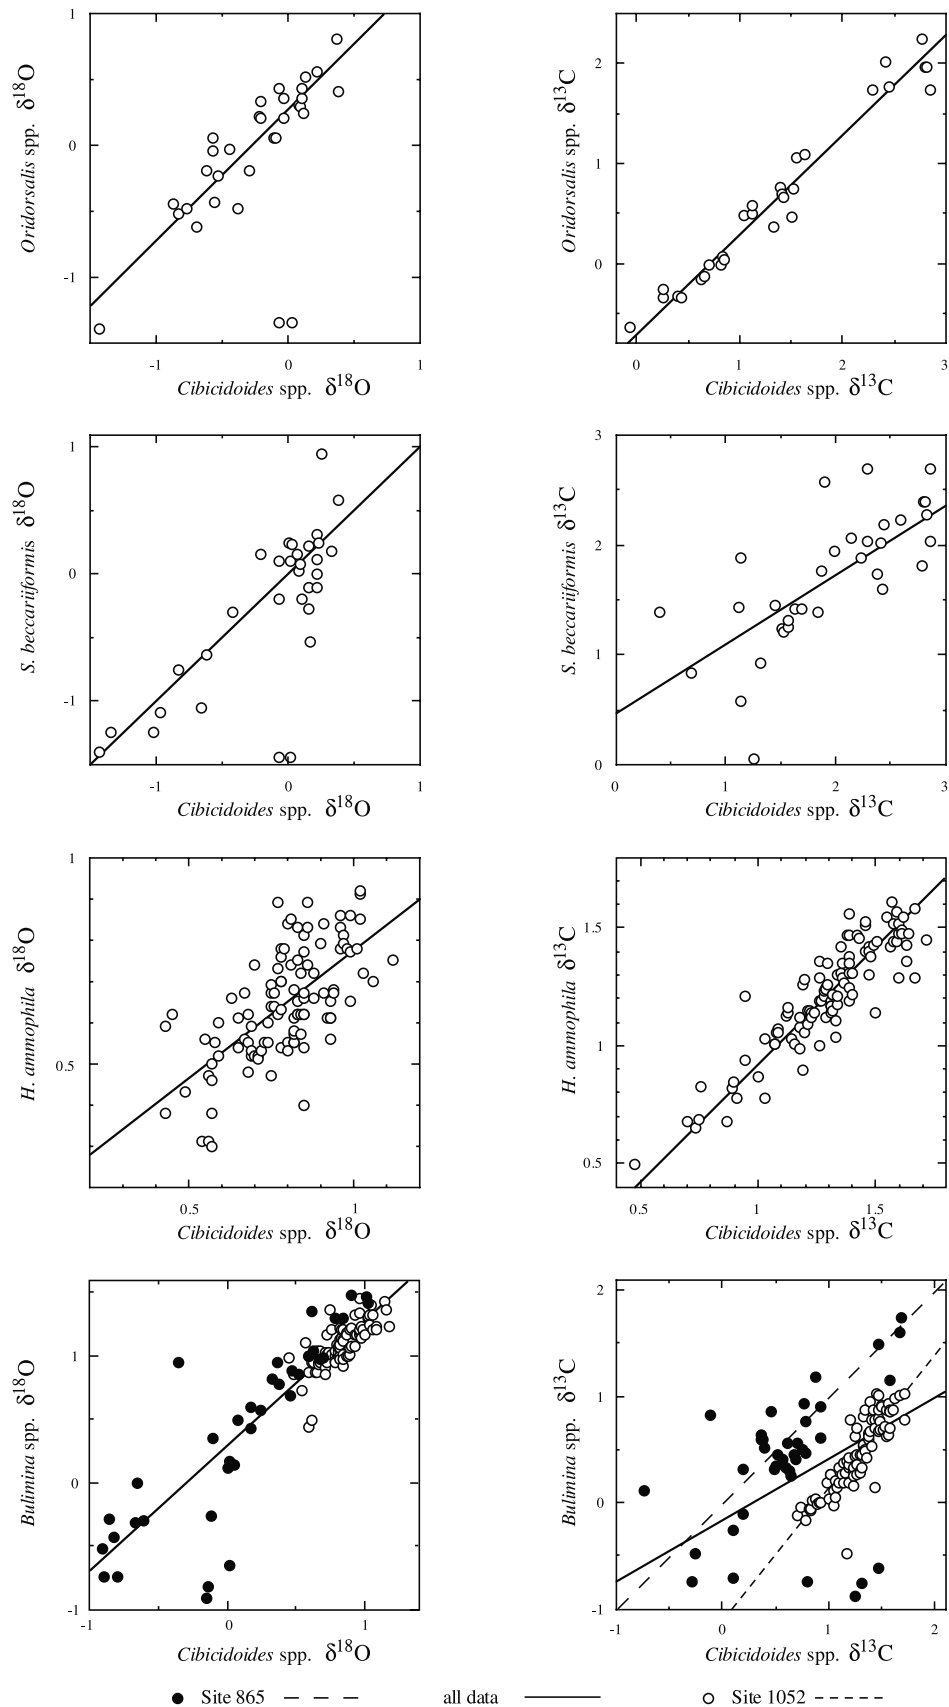 1
0
-1
Oridorsalis spp. δ18O
-1 0 1
Cibicidoides spp. δ18O
2
1
0
Oridorsalis spp. δ13C
0 1 2 3
Cibicidoides spp. δ13C
1
0
-1
S. beccariiformis δ18O
-1 0 1
Cibicidoides spp. δ18O
3
2
1
0
S. beccariiformis δ13C
0 1 2 3
Cibicidoides spp. δ13C
1
0.5
H. ammophila δ18O
0.5 1
Cibicidoides spp. δ18O
1.5
1
0.5
H. ammophila δ13C
0.5 1 1.5
Cibicidoides spp. δ13C
1
0
-1
Bulimina spp. δ18O
-1 0 1
Cibicidoides spp. δ18O
2
1
0
-1
Bulimina spp. δ13C
-1 0 1 2
Cibicidoides spp. δ13C
Site 865 all data Site 1052